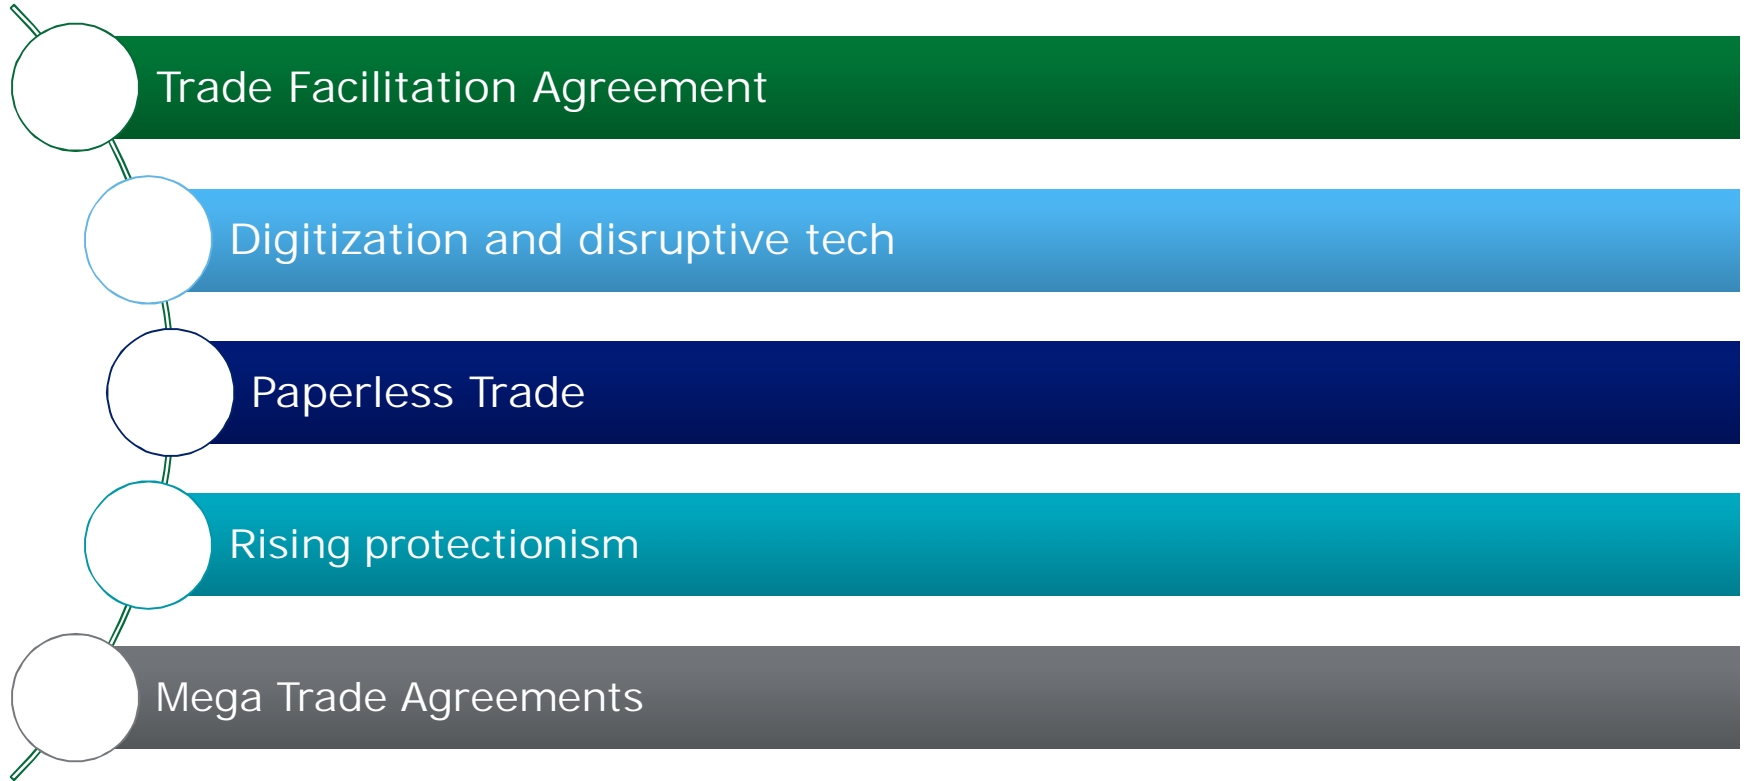 Trade Facilitation Agreement
Digitization and disruptive tech
Paperless Trade
Rising protectionism
Mega Trade Agreements